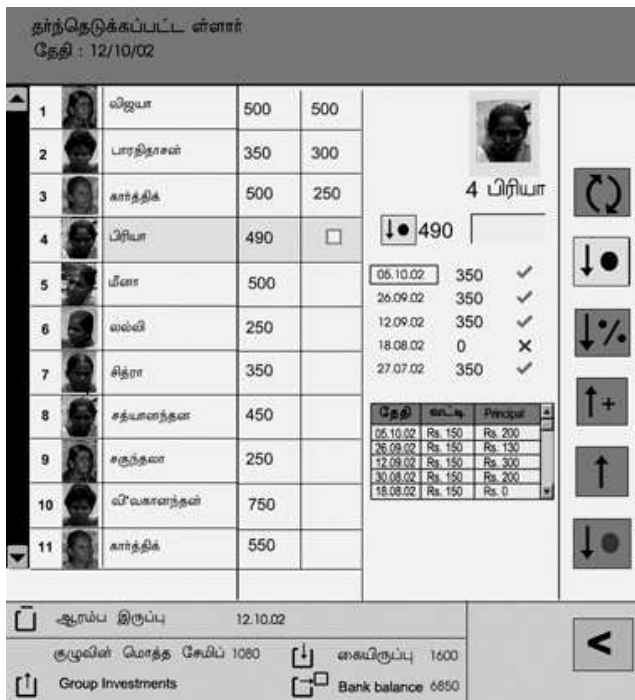 தர்ந்தெடுக்கப்பட்ட ள்ளார்
தேதி : 12/10/02
1 விஜயா 500 500
2 பாரதிதாசன் 350 300
3 கார்த்திக் 500 250
4 பிரியா 490
5 மீனா 500
6 லல்லி 250
7 சித்ரா 350
8 சத்யானந்தன 450
9 சகுந்தலா 250
10 750
11 கார்த்திக் 550
4 பிரியா
490
05.10.02 350 ✓
26.09.02 350 ✓
12.09.02 350 ✓
18.08.02 0 ✕
27.07.02 350 ✓
தேதி வட்டி Principal
05.10.02 Rs. 150 Rs. 200
26.09.02 Rs. 150 Rs. 130
12.09.02 Rs. 150 Rs. 300
30.08.02 Rs. 150 Rs. 200
18.08.02 Rs. 150 Rs. 0
ஆரம்ப இருப்பு 12.10.02
குழுவின் மொத்த சேமிப் 1080
கையிருப்பு 1600
Group Investments
Bank balance 6850